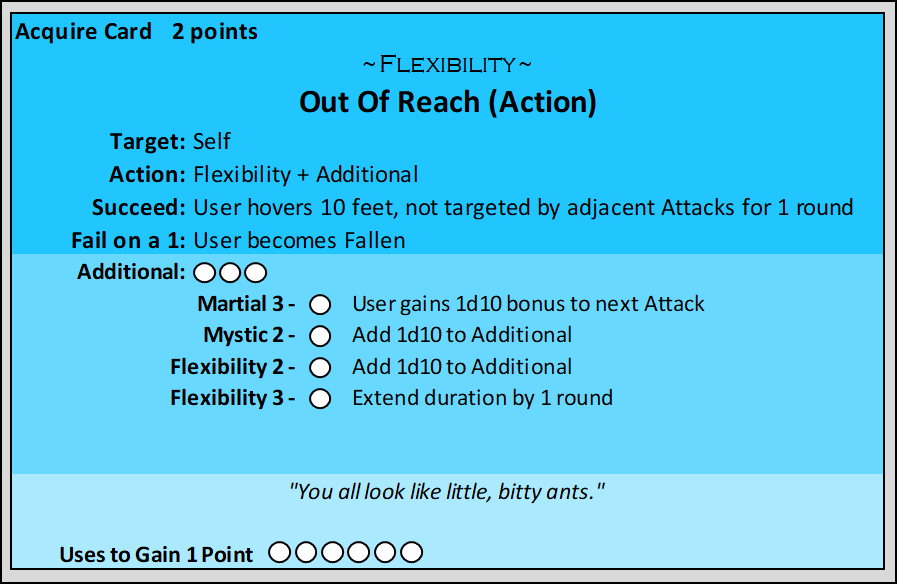 Acquire Card 2 points
~Flexibility~
Out Of Reach (Action)
Target: Self
Action: Flexibility + Additional
Succeed: User hovers 10 feet, not targeted by adjacent Attacks for 1 round
Fail on a 1: User becomes Fallen
Additional:
Martial 3 - User gains 1d10 bonus to next Attack
Mystic 2 - Add 1d10 to Additional
Flexibility 2 - Add 1d10 to Additional
Flexibility 3 - Extend duration by 1 round
"You all look like little, bitty ants."
Uses to Gain 1 Point